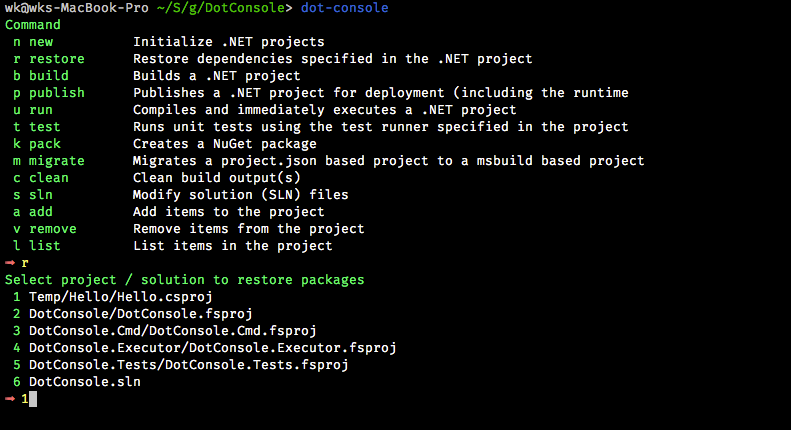 wk@wks-MacBook-Pro ~/S/g/DotConsole> dot-console
Command
n new Initialize .NET projects
r restore Restore dependencies specified in the .NET project
b build Builds a .NET project
p publish Publishes a .NET project for deployment (including the runtime
u run Compiles and immediately executes a .NET project
t test Runs unit tests using the test runner specified in the project
k pack Creates a NuGet package
m migrate Migrates a project.json based project to a msbuild based project
c clean Clean build output(s)
s sln Modify solution (SLN) files
a add Add items to the project
v remove Remove items from the project
l list List items in the project
➟ r
Select project / solution to restore packages
1 Temp/Hello/Hello.csproj
2 DotConsole/DotConsole.fsproj
3 DotConsole.Cmd/DotConsole.Cmd.fsproj
4 DotConsole.Executor/DotConsole.Executor.fsproj
5 DotConsole.Tests/DotConsole.Tests.fsproj
6 DotConsole.sln
➟ 1